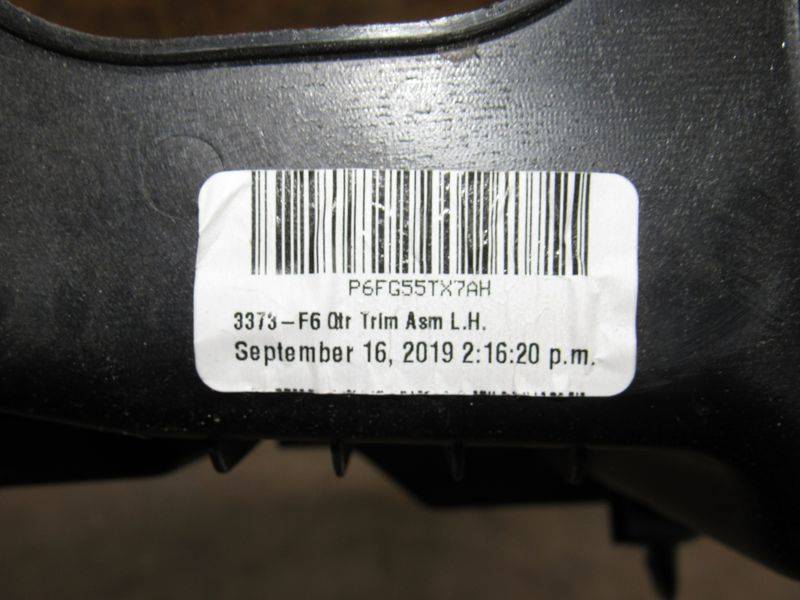 P6FG55TX7AH
3373-F6 Qtr Trim Asm L.H.
September 16, 2019 2:16:20 p.m.